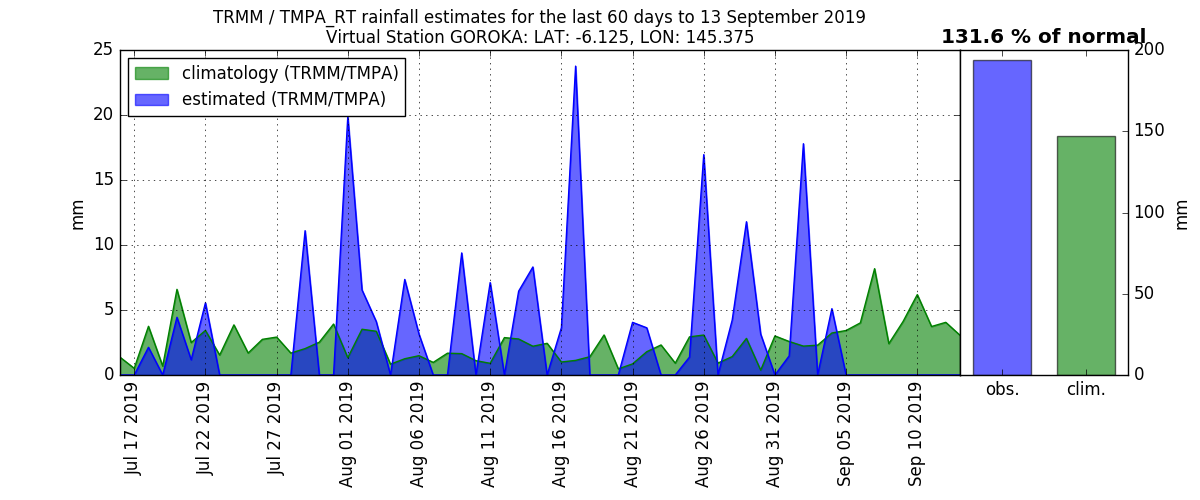 TRMM / TMPA_RT rainfall estimates for the last 60 days to 13 September 2019
Virtual Station GOROKA: LAT: -6.125, LON: 145.375
131.6 % of normal
climatology (TRMM/TMPA)
estimated (TRMM/TMPA)
25
20
15
10
5
0
mm
Jul 17 2019
Jul 22 2019
Jul 27 2019
Aug 01 2019
Aug 06 2019
Aug 11 2019
Aug 16 2019
Aug 21 2019
Aug 26 2019
Aug 31 2019
Sep 05 2019
Sep 10 2019
200
150
100
50
0
mm
obs.
clim.